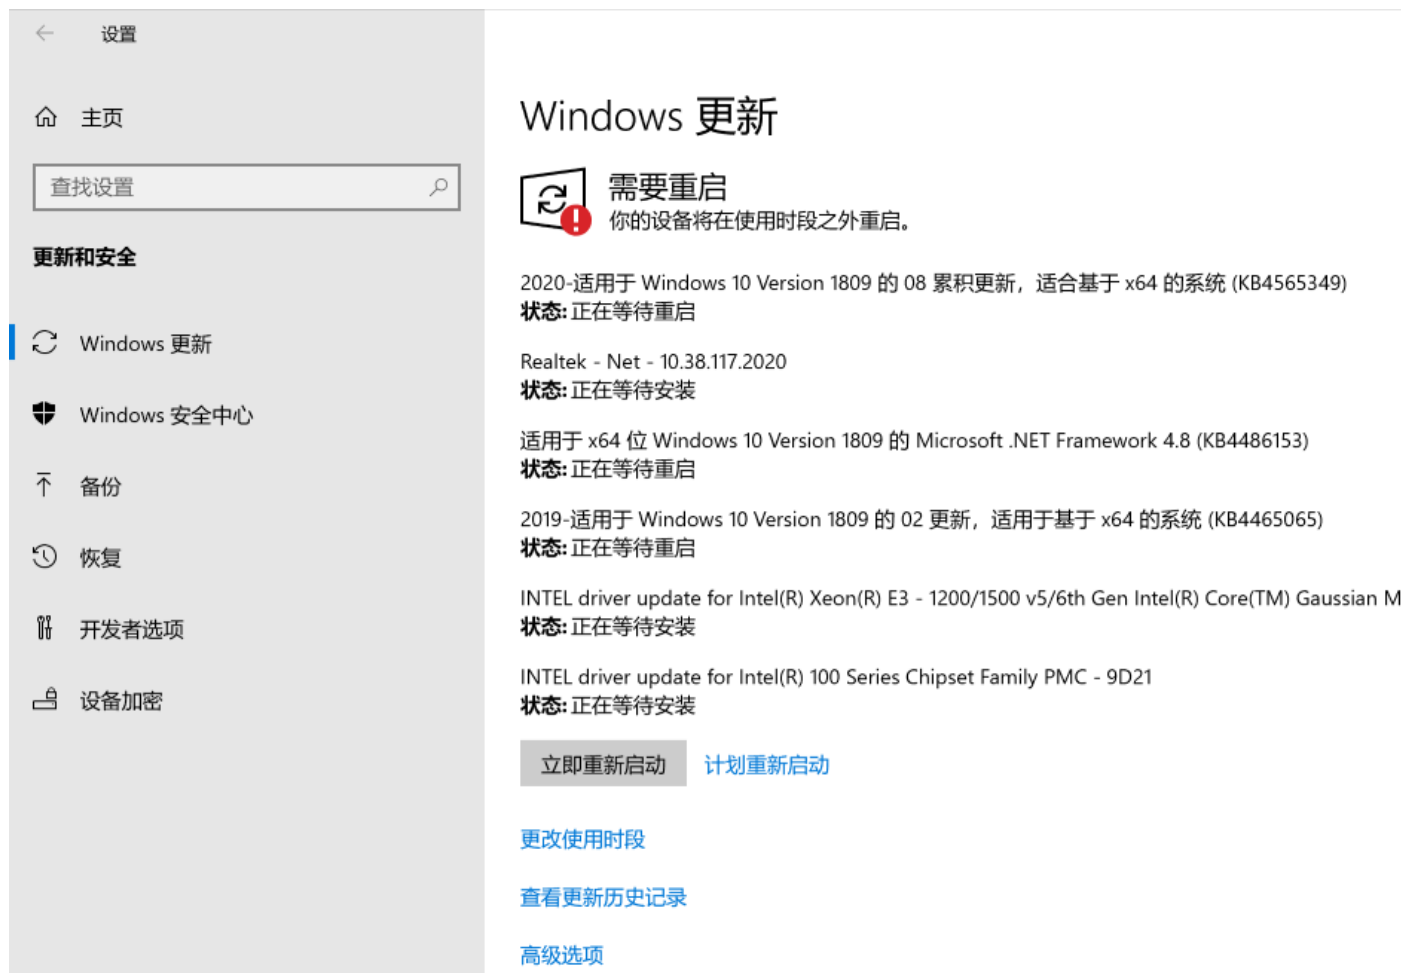 设置
主页
查找设置
更新和安全
Windows 更新
Windows 安全中心
备份
恢复
开发者选项
设备加密
Windows 更新
需要重启
你的设备将在使用时段之外重启。
2020-适用于 Windows 10 Version 1809 的 08 累积更新，适合基于 x64 的系统 (KB4565349)
状态: 正在等待重启
Realtek - Net - 10.38.117.2020
状态: 正在等待安装
适用于 x64 位 Windows 10 Version 1809 的 Microsoft .NET Framework 4.8 (KB4486153)
状态: 正在等待重启
2019-适用于 Windows 10 Version 1809 的 02 更新，适用于基于 x64 的系统 (KB4465065)
状态: 正在等待重启
INTEL driver update for Intel(R) Xeon(R) E3 - 1200/1500 v5/6th Gen Intel(R) Core(TM) Gaussian M
状态: 正在等待安装
INTEL driver update for Intel(R) 100 Series Chipset Family PMC - 9D21
状态: 正在等待安装
立即重新启动 计划重新启动
更改使用时段
查看更新历史记录
高级选项